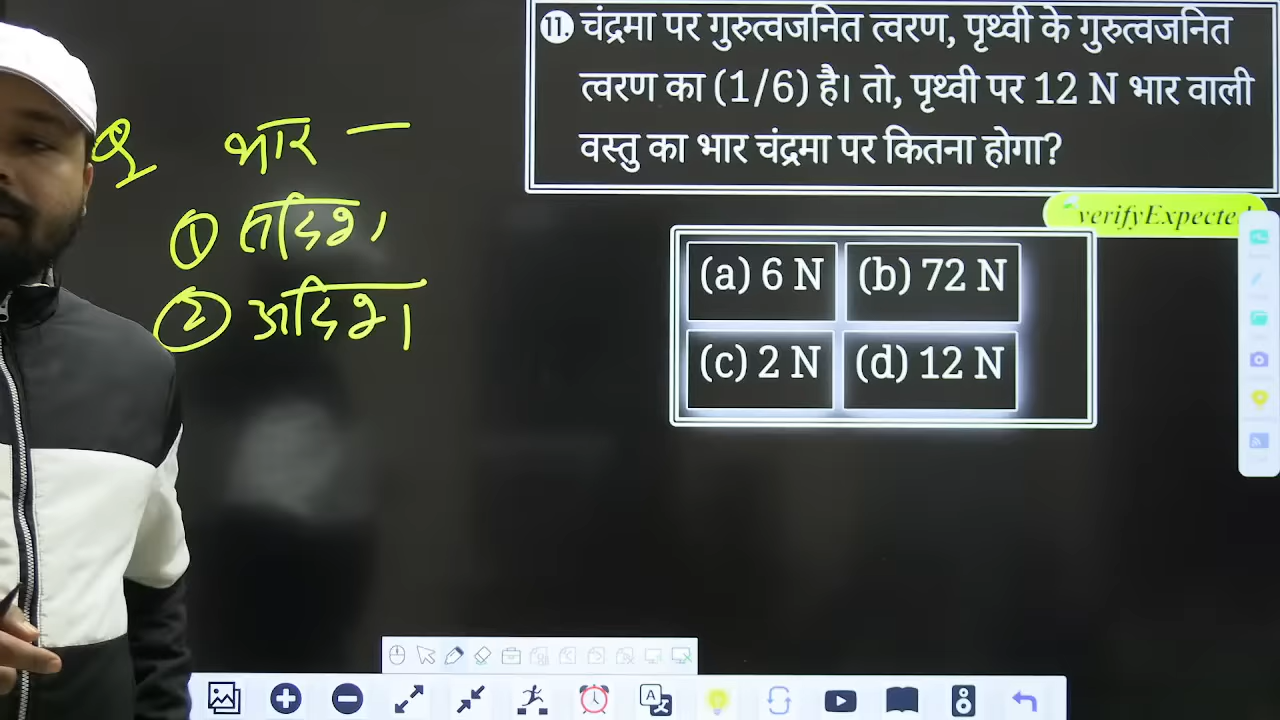 11. चंद्रमा पर गुरुत्वजनित त्वरण, पृथ्वी के गुरुत्वजनित
त्वरण का (1/6) है। तो, पृथ्वी पर 12 N भार वाली
वस्तु का भार चंद्रमा पर कितना होगा?
verifyExpected
(a) 6 N (b) 72 N
(c) 2 N (d) 12 N
भार —
① सदिश।
② अदिश।